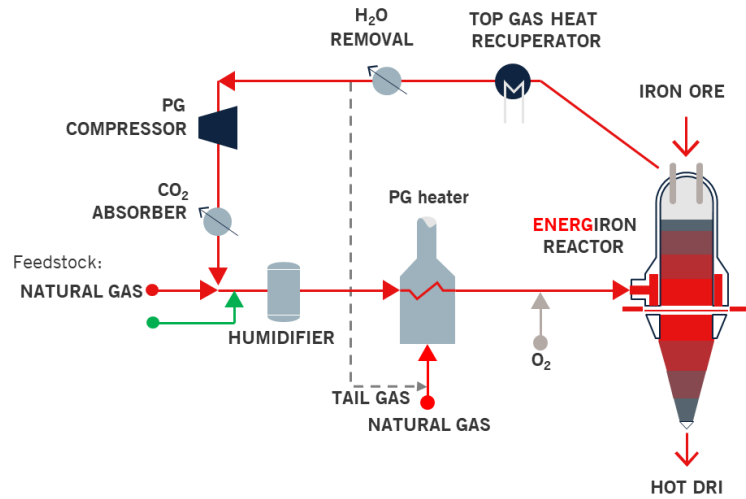 H₂O
REMOVAL
TOP GAS HEAT
RECUPERATOR
IRON ORE
PG
COMPRESSOR
CO₂
ABSORBER
PG heater
ENERGIRON
REACTOR
Feedstock:
NATURAL GAS
HUMIDIFIER
O₂
TAIL GAS
NATURAL GAS
HOT DRI